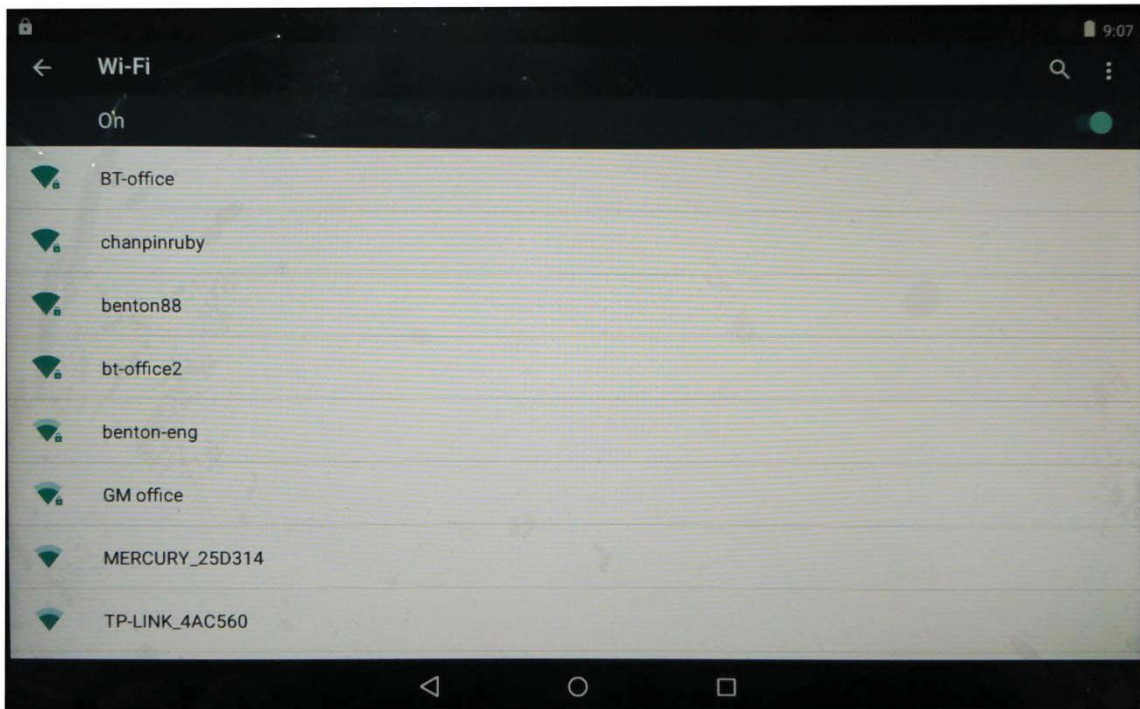 9:07
Wi-Fi
On
BT-office
chanpinruby
benton88
bt-office2
benton-eng
GM office
MERCURY_25D314
TP-LINK_4AC560